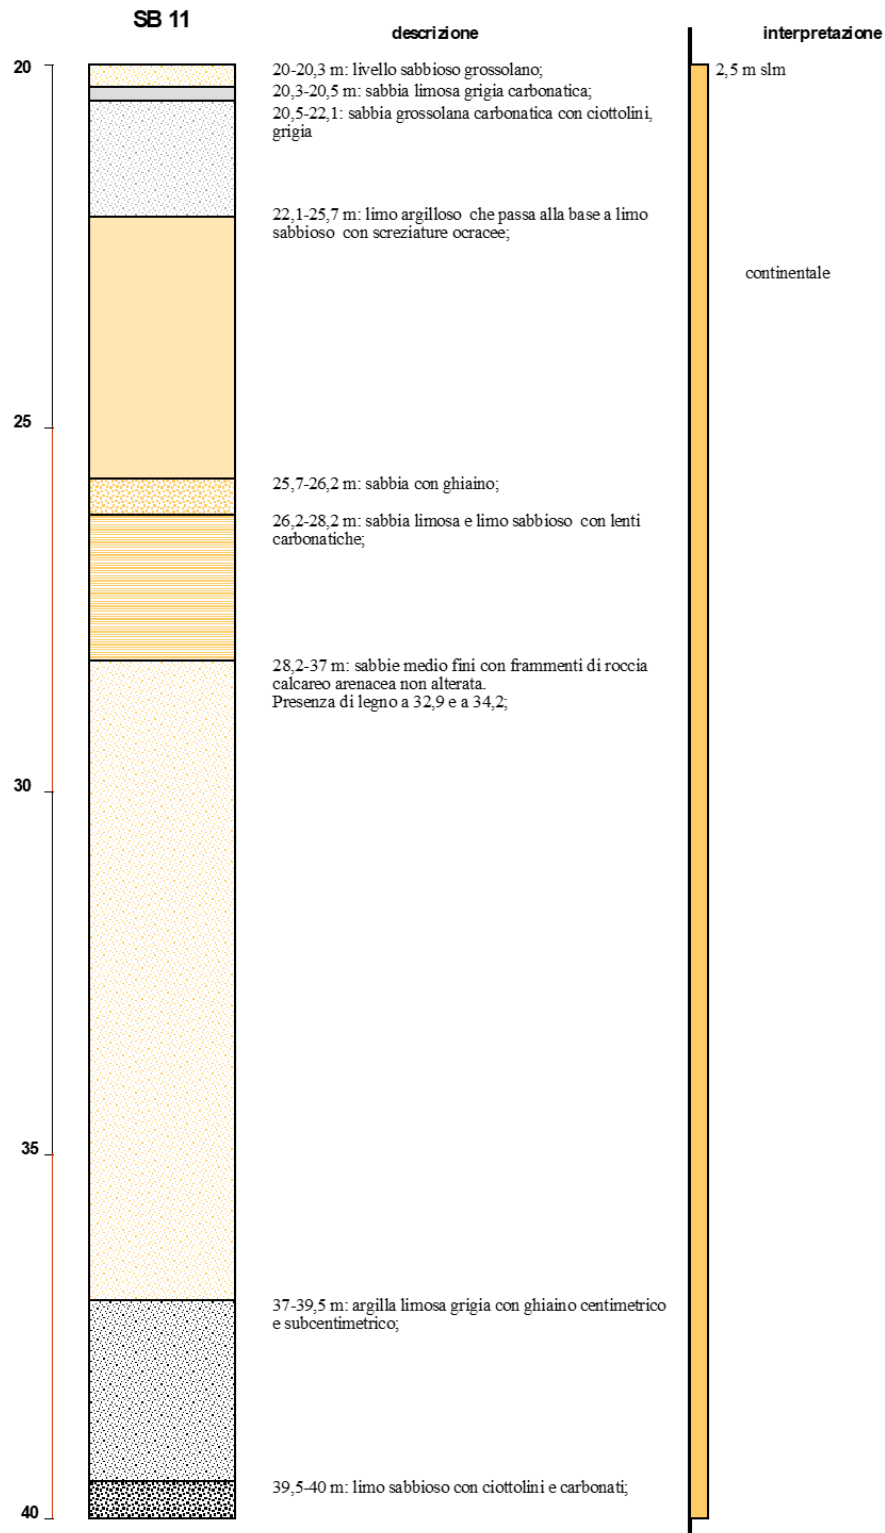 SB 11
descrizione
interpretazione
20
20-20,3 m: livello sabbioso grossolano;
2,5 m slm
20,3-20,5 m: sabbia limosa grigia carbonatica;
20,5-22,1: sabbia grossolana carbonatica con ciottolini,
grigia
22,1-25,7 m: limo argilloso che passa alla base a limo
sabbioso con screziature ocracee;
continentale
25
25,7-26,2 m: sabbia con ghiaino;
26,2-28,2 m: sabbia limosa e limo sabbioso con lenti
carbonatiche;
28,2-37 m: sabbie medio fini con frammenti di roccia
calcareo arenacea non alterata.
Presenza di legno a 32,9 e a 34,2;
30
35
37-39,5 m: argilla limosa grigia con ghiaino centimetrico
e subcentimetrico;
39,5-40 m: limo sabbioso con ciottolini e carbonati;
40